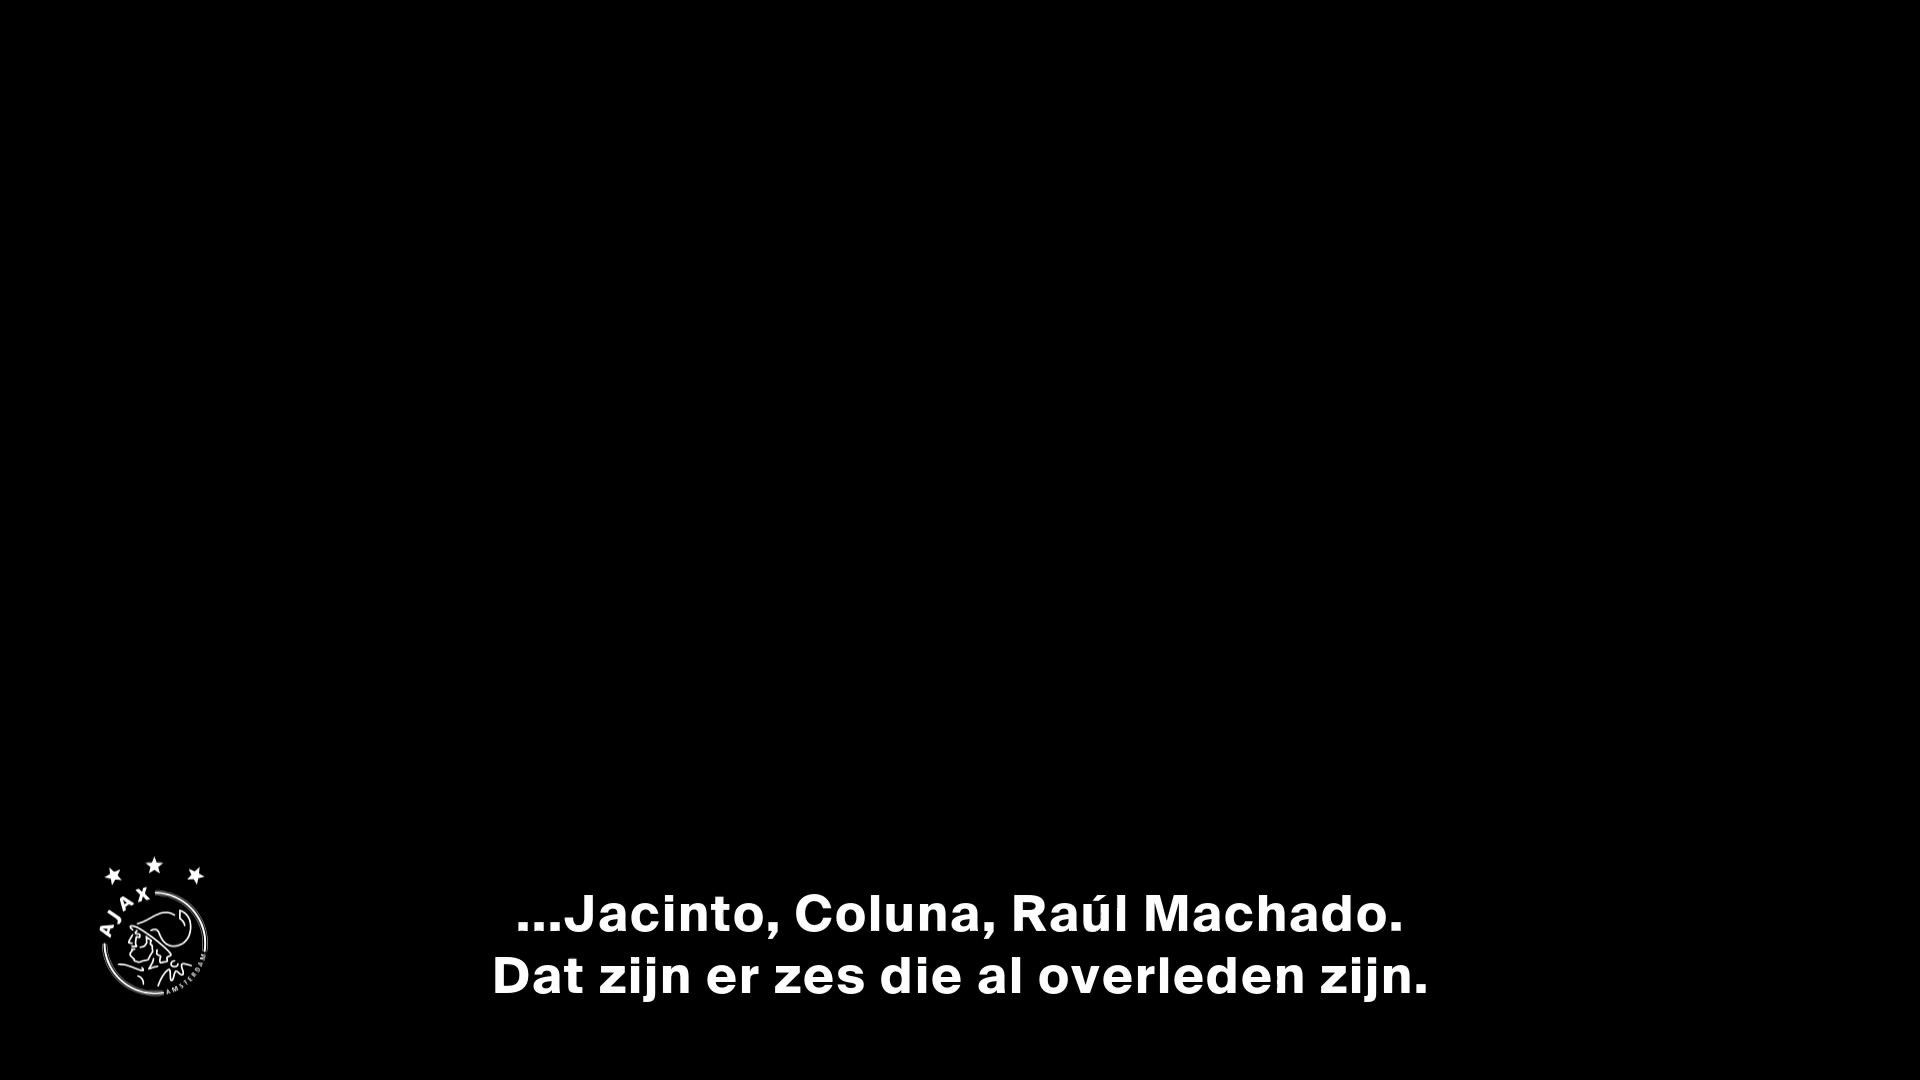 AJAX
AMSTERDAM
...Jacinto, Coluna, Raúl Machado.
Dat zijn er zes die al overleden zijn.